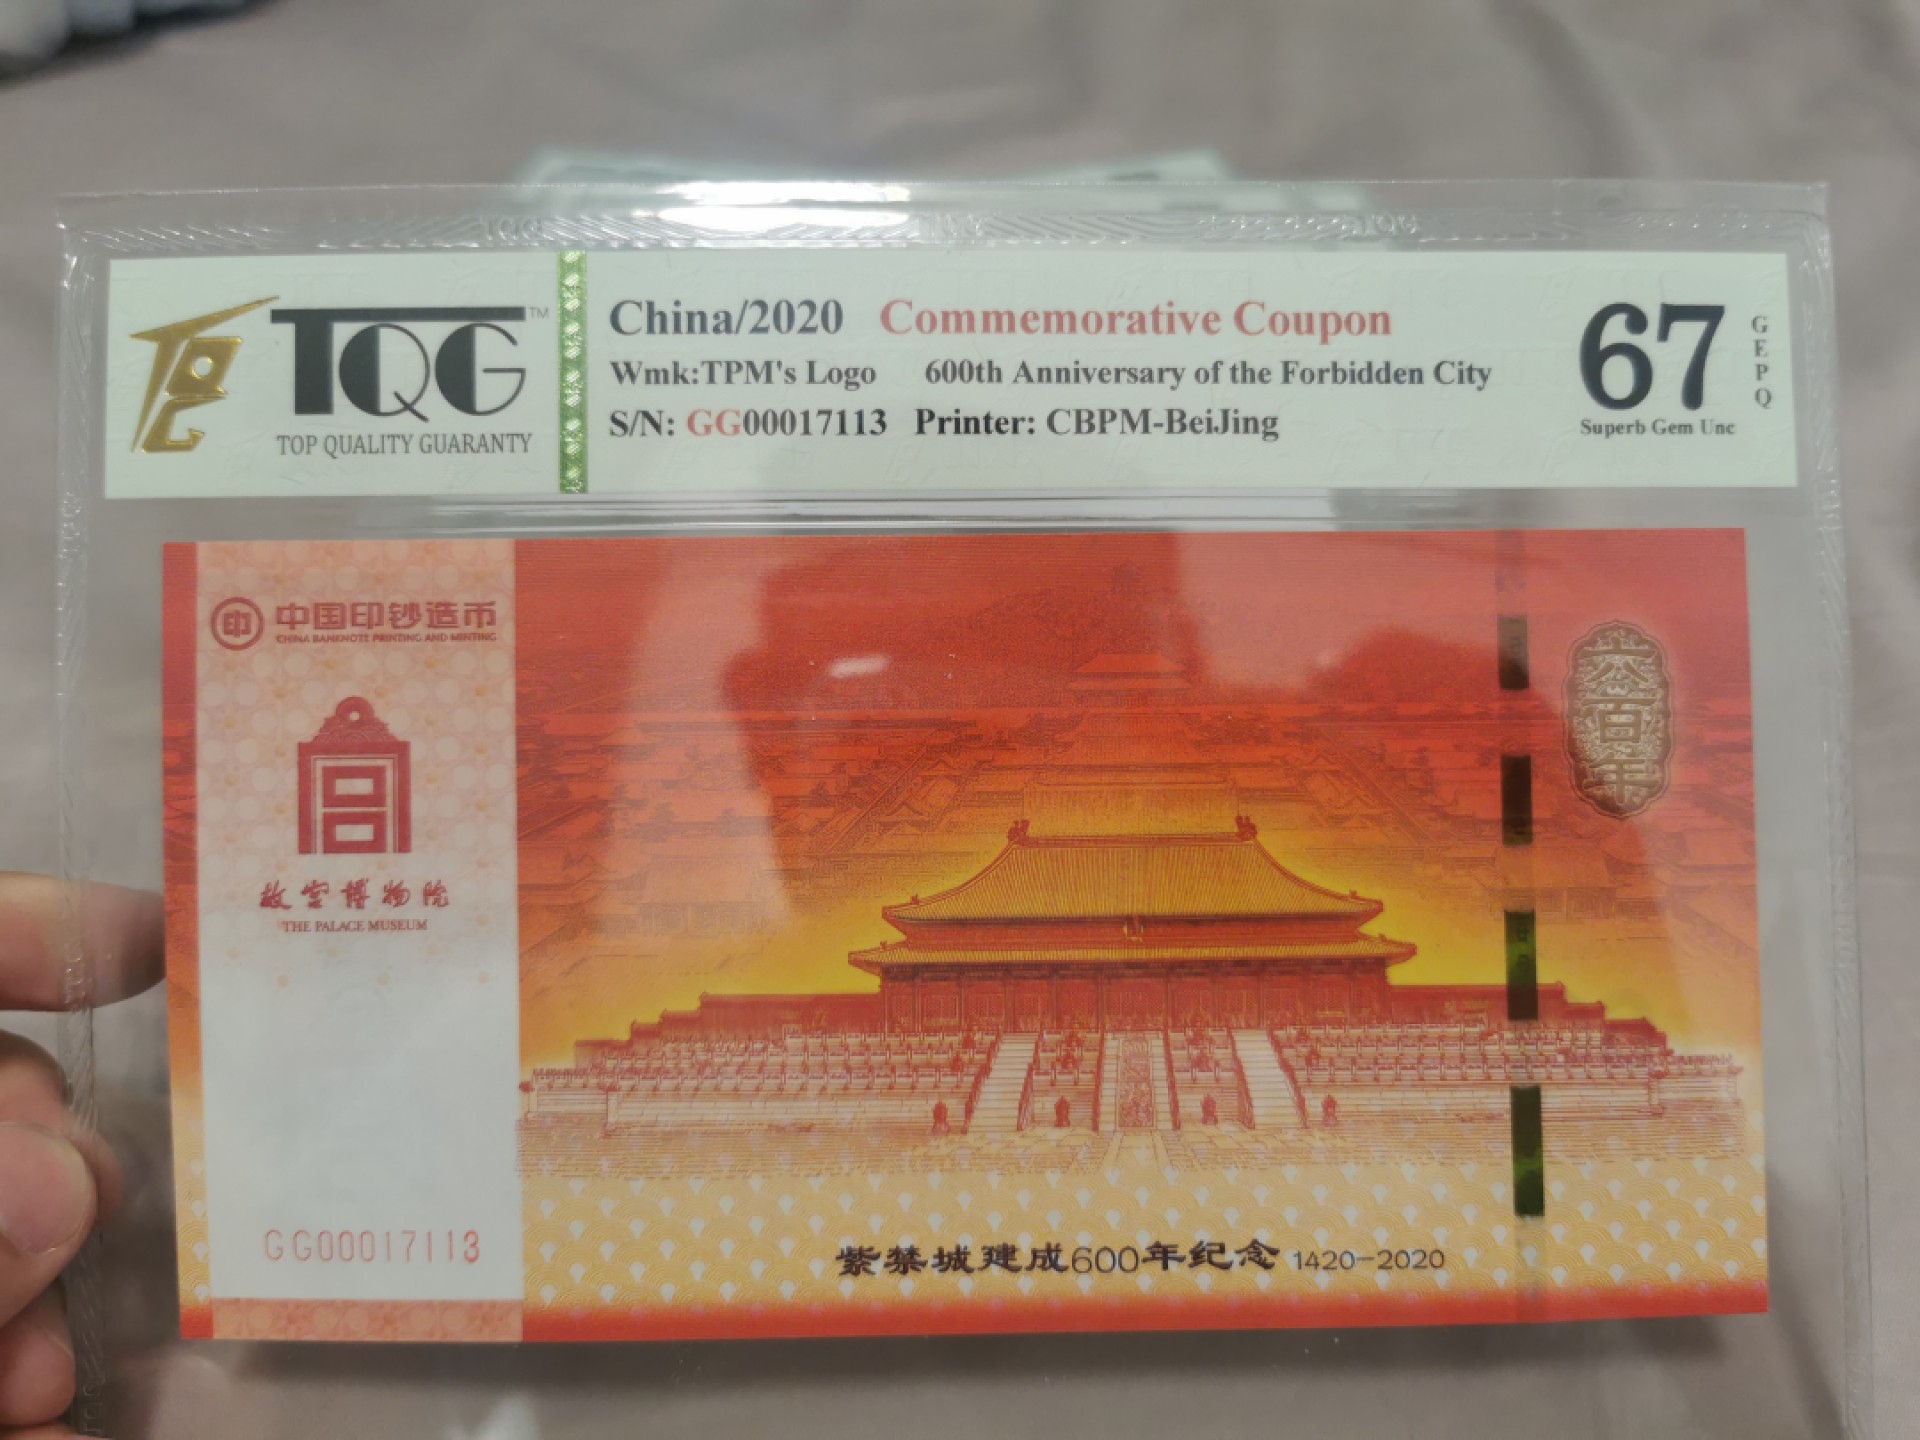 TQG™
TOP QUALITY GUARANTY
China/2020 Commemorative Coupon
Wmk:TPM's Logo 600th Anniversary of the Forbidden City
S/N: GG00017113 Printer: CBPM-BeiJing
67
GEPQ
Superb Gem Unc
印 中国印钞造币
CHINA BANKNOTE PRINTING AND MINTING
故宫博物院
THE PALACE MUSEUM
GG00017113
紫禁城建成600年纪念 1420-2020